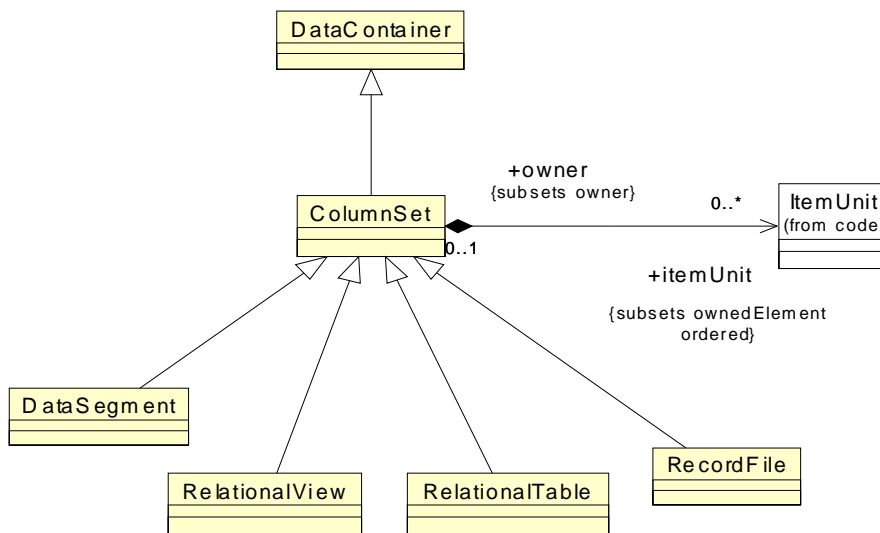 DataContainer
+owner
{subsets owner}
0..*
ItemUnit
(from code
ColumnSet
0..1
+itemUnit
{subsets ownedElement
ordered}
DataSegment
RelationalView
RelationalTable
RecordFile